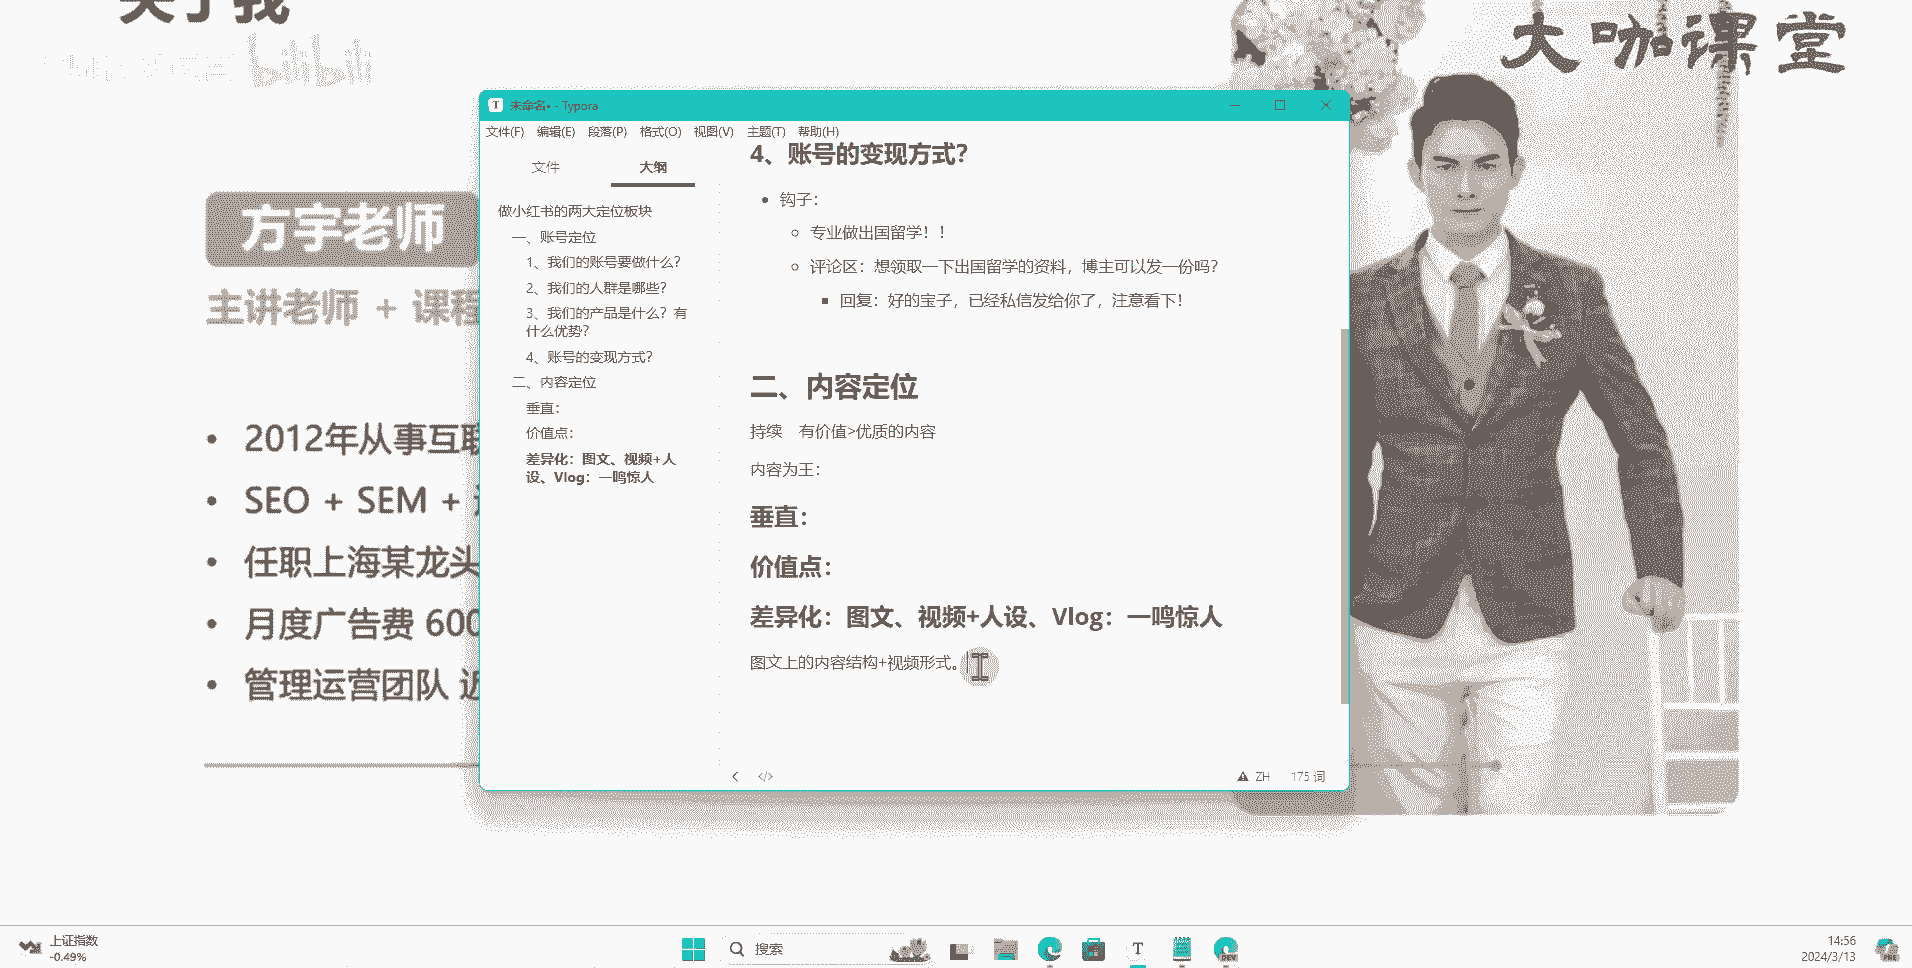 关于我
bilibili
大咖课堂
方宇老师
主讲老师 + 课程
2012年从事互联
SEO + SEM +
任职上海某龙头
月度广告费 600
管理运营团队 近
未命名• - Typora
文件(F) 编辑(E) 段落(P) 格式(O) 视图(V) 主题(T) 帮助(H)
文件 大纲
做小红书的两大定位板块
一、账号定位
1、我们的账号要做什么？
2、我们的人群是哪些？
3、我们的产品是什么？有
什么优势？
4、账号的变现方式？
二、内容定位
垂直：
价值点：
差异化：图文、视频+人
设、Vlog：一鸣惊人
4、账号的变现方式？
钩子：
专业做出国留学！！
评论区：想领取一下出国留学的资料，博主可以发一份吗？
回复：好的宝子，已经私信发给你了，注意看下！
二、内容定位
持续 有价值>优质的内容
内容为王：
垂直：
价值点：
差异化：图文、视频+人设、Vlog：一鸣惊人
图文上的内容结构+视频形式。
ZH 175 词
上证指数
-0.49%
搜索
DEV
14:56
2024/3/13
PRE